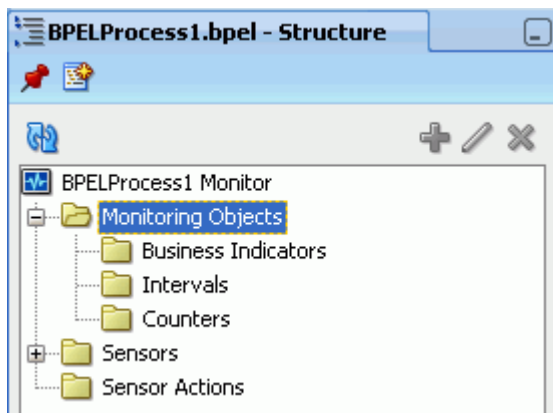 BPELProcess1.bpel - Structure
BPELProcess1 Monitor
Monitoring Objects
Business Indicators
Intervals
Counters
Sensors
Sensor Actions